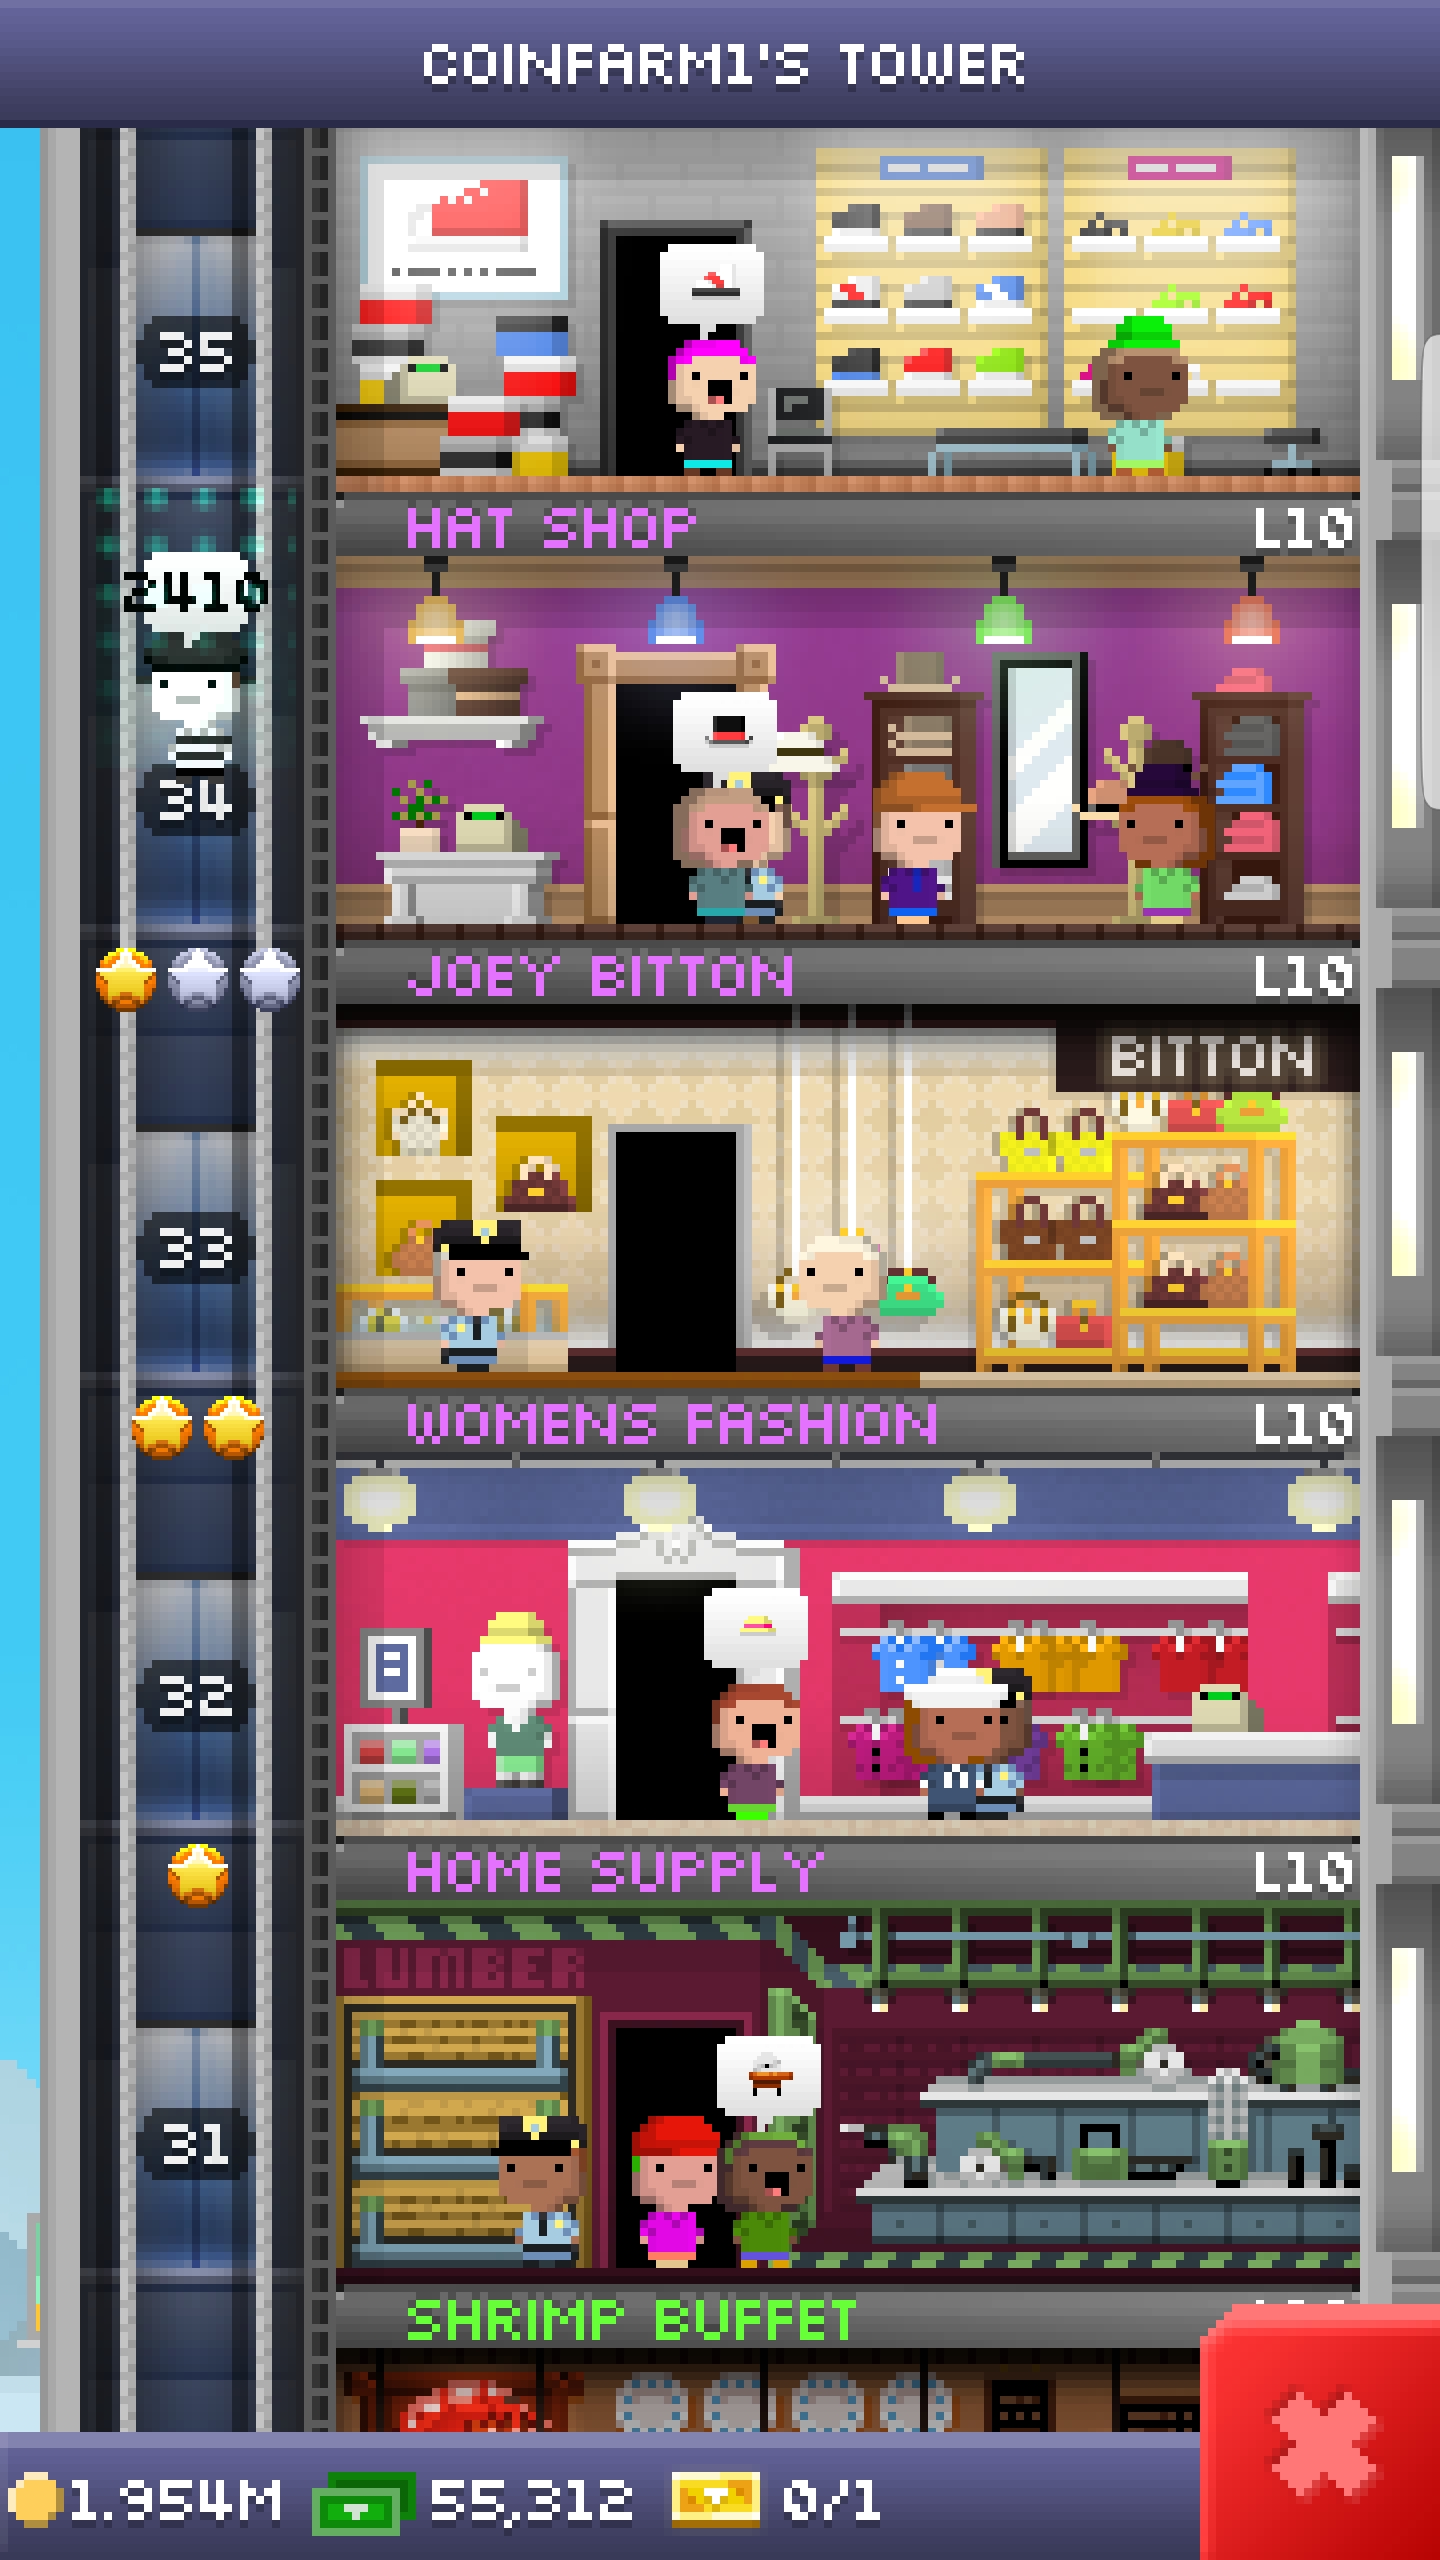 COINFARM1'S TOWER
35
HAT SHOP L10
2410
34
JOEY BITTON L10
BITTON
33
WOMENS FASHION L10
32
HOME SUPPLY L10
LUMBER
31
SHRIMP BUFFET
1.954M 55,312 0/1